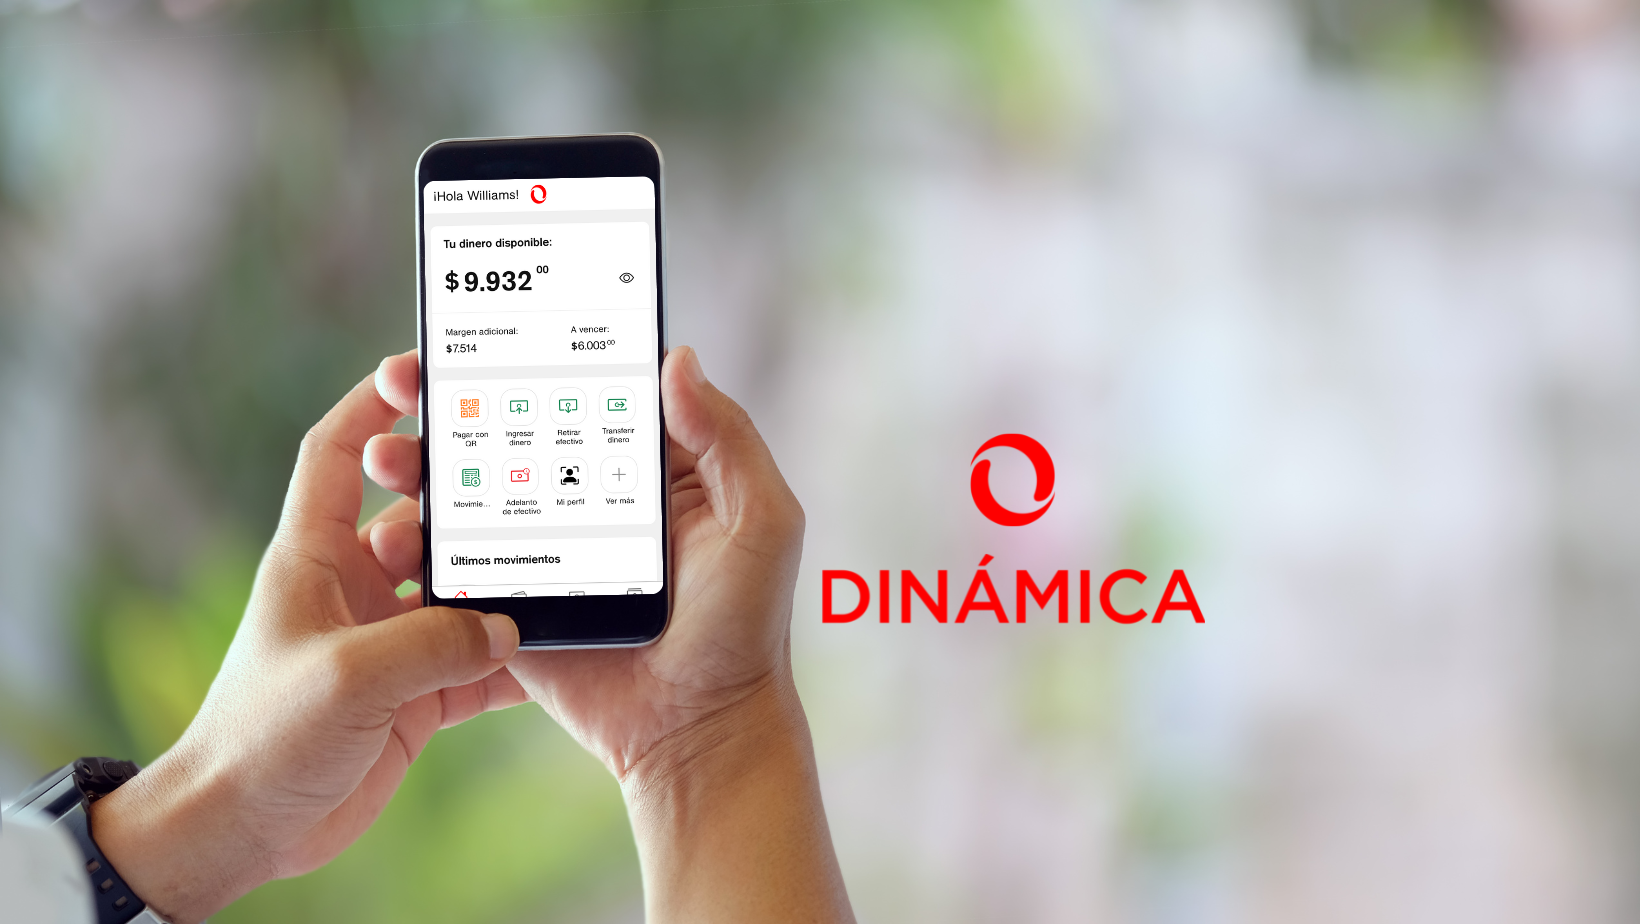 ¡Hola Williams!
Tu dinero disponible:
$ 9.932 00
Margen adicional:
$7.514
A vencer:
$6.003 00
Pagar con
QR
Ingresar
dinero
Retirar
efectivo
Transferir
dinero
Movimie...
Adelanto
de efectivo
Mi perfil
Ver más
Últimos movimientos
DINÁMICA